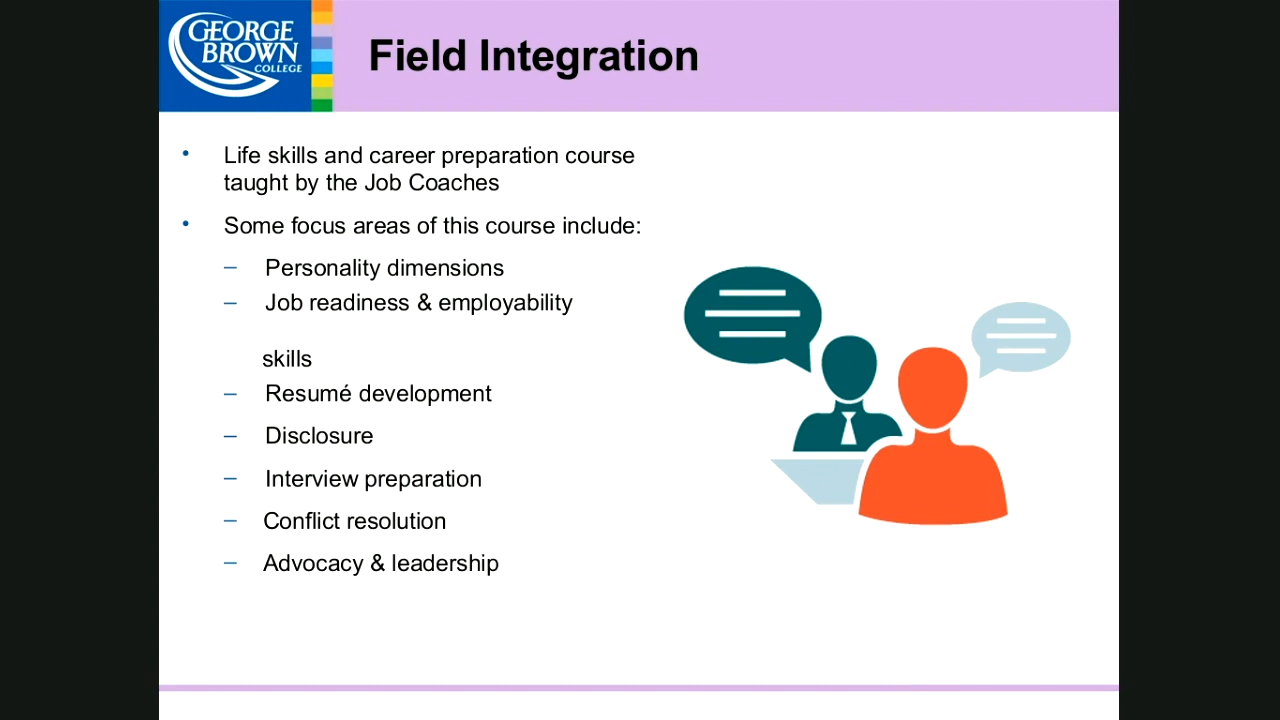 GEORGE
BROWN
COLLEGE
Field Integration
• Life skills and career preparation course
taught by the Job Coaches
• Some focus areas of this course include:
– Personality dimensions
– Job readiness & employability
skills
– Resumé development
– Disclosure
– Interview preparation
– Conflict resolution
– Advocacy & leadership